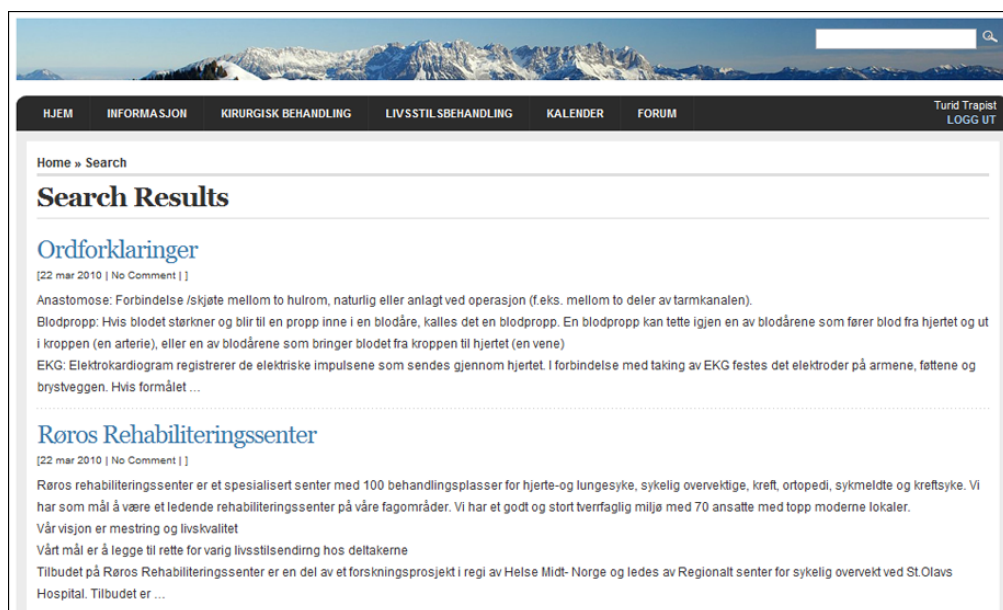 HJEM INFORMASJON KIRURGISK BEHANDLING LIVSSTILSBEHANDLING KALENDER FORUM Turid Trapist
LOGG UT
Home » Search
Search Results
Ordforklaringer
[22 mar 2010 | No Comment | ]
Anastomose: Forbindelse /skjøte mellom to hulrom, naturlig eller anlagt ved operasjon (f.eks. mellom to deler av tarmkanalen).
Blodpropp: Hvis blodet størkner og blir til en propp inne i en blodåre, kalles det en blodpropp. En blodpropp kan tette igjen en av blodårene som fører blod fra hjertet og ut
i kroppen (en arterie), eller en av blodårene som bringer blodet fra kroppen til hjertet (en vene)
EKG: Elektrokardiogram registrerer de elektriske impulsene som sendes gjennom hjertet. I forbindelse med taking av EKG festes det elektroder på armene, føttene og
brystveggen. Hvis formålet ...
Røros Rehabiliteringssenter
[22 mar 2010 | No Comment | ]
Røros rehabiliteringssenter er et spesialisert senter med 100 behandlingsplasser for hjerte-og lungesyke, sykelig overvektige, kreft, ortopedi, sykmeldte og kreftsyke. Vi
har som mål å være et ledende rehabiliteringssenter på våre fagområder. Vi har et godt og stort tverrfaglig miljø med 70 ansatte med topp moderne lokaler.
Vår visjon er mestring og livskvalitet
Vårt mål er å legge til rette for varig livsstilsendirng hos deltakerne
Tilbudet på Røros Rehabiliteringssenter er en del av et forskningsprosjekt i regi av Helse Midt- Norge og ledes av Regionalt senter for sykelig overvekt ved St.Olavs
Hospital. Tilbudet er ...